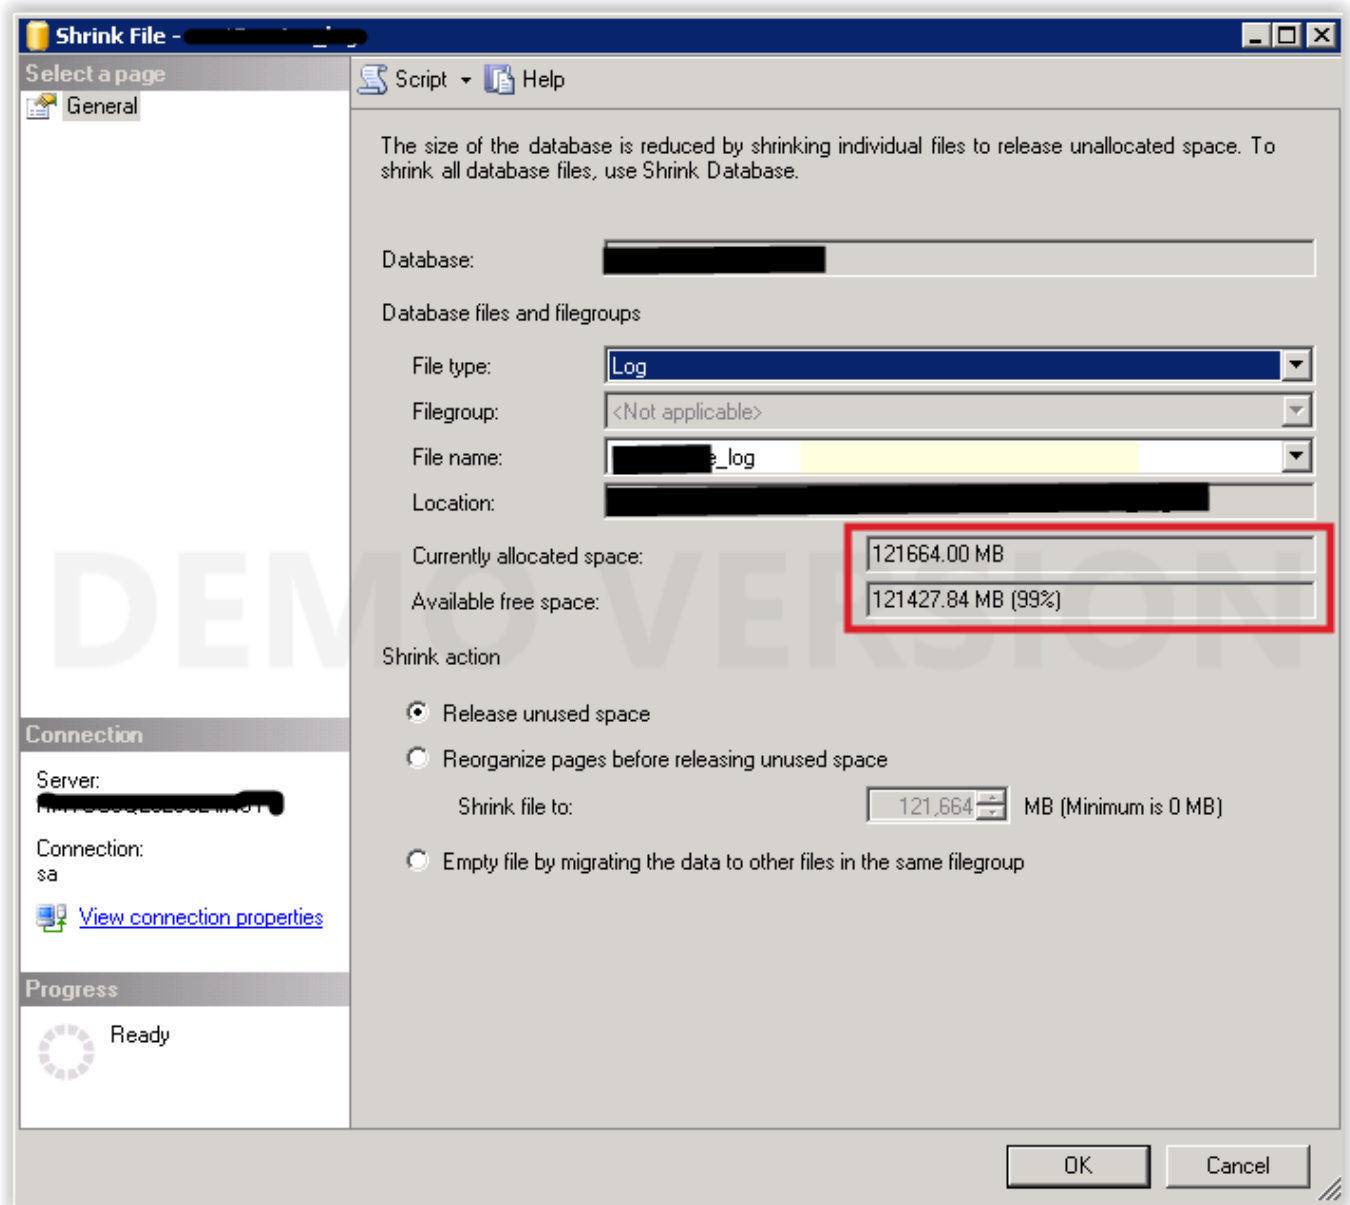 Shrink File -
Select a page
General
Script
Help
The size of the database is reduced by shrinking individual files to release unallocated space. To
shrink all database files, use Shrink Database.
Database:
Database files and filegroups
File type:
Log
Filegroup:
<Not applicable>
File name:
e_log
Location:
Currently allocated space:
121664.00 MB
Available free space:
121427.84 MB (99%)
DEMO VERSION
Shrink action
Release unused space
Reorganize pages before releasing unused space
Shrink file to:
121,664
MB (Minimum is 0 MB)
Empty file by migrating the data to other files in the same filegroup
Connection
Server:
Connection:
sa
View connection properties
Progress
Ready
OK
Cancel